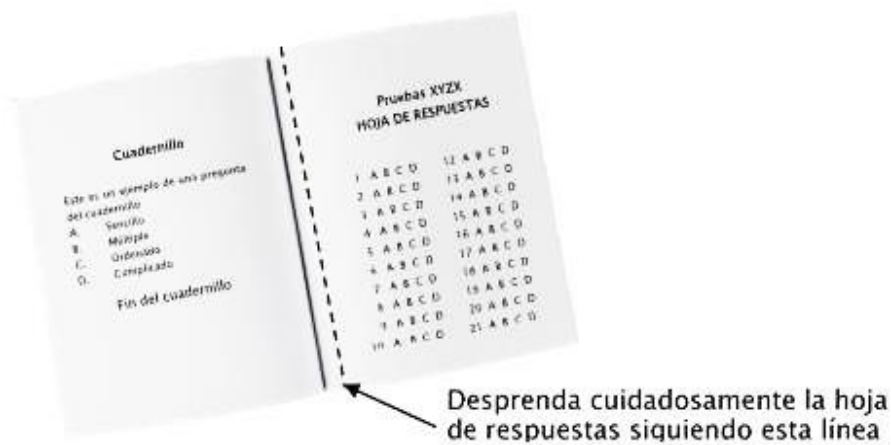 Cuadernillo
Este es un ejemplo de una pregunta
del cuadernillo
A. Sencillo
B. Múltiple
C. Ordenado
D. Complicado
Fin del cuadernillo
Pruebas XYZX
HOJA DE RESPUESTAS
1 A B C D
2 A B C D
3 A B C D
4 A B C D
5 A B C D
6 A B C D
7 A B C D
8 A B C D
9 A B C D
10 A B C D
12 A B C D
13 A B C D
14 A B C D
15 A B C D
16 A B C D
17 A B C D
18 A B C D
19 A B C D
20 A B C D
21 A B C D
Desprenda cuidadosamente la hoja
de respuestas siguiendo esta línea